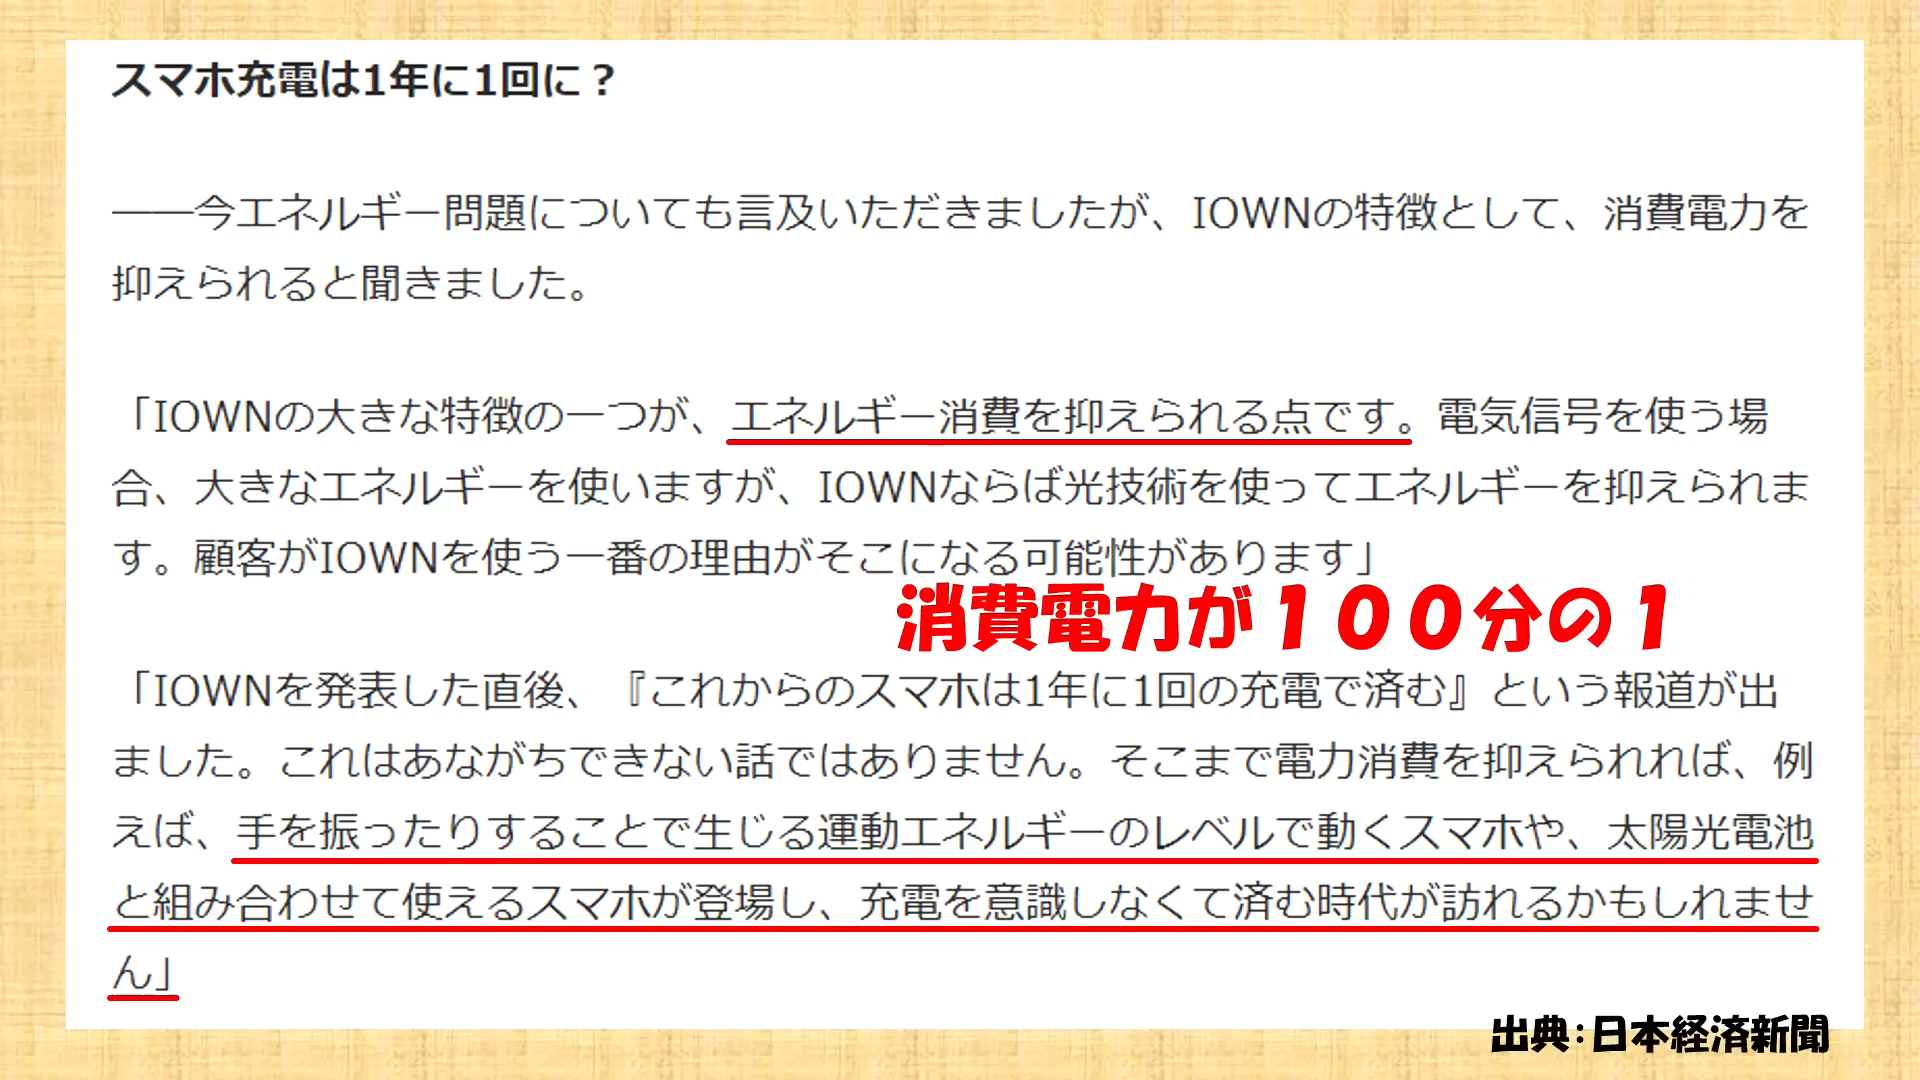 スマホ充電は1年に1回に？
――今エネルギー問題についても言及いただきましたが、IOWNの特徴として、消費電力を
抑えられると聞きました。
「IOWNの大きな特徴の一つが、エネルギー消費を抑えられる点です。電気信号を使う場
合、大きなエネルギーを使いますが、IOWNならば光技術を使ってエネルギーを抑えられま
す。顧客がIOWNを使う一番の理由がそこになる可能性があります」
消費電力が１００分の１
「IOWNを発表した直後、『これからのスマホは1年に1回の充電で済む』という報道が出
ました。これはあながちできない話ではありません。そこまで電力消費を抑えられれば、例
えば、手を振ったりすることで生じる運動エネルギーのレベルで動くスマホや、太陽光電池
と組み合わせて使えるスマホが登場し、充電を意識しなくて済む時代が訪れるかもしれませ
ん」
出典：日本経済新聞